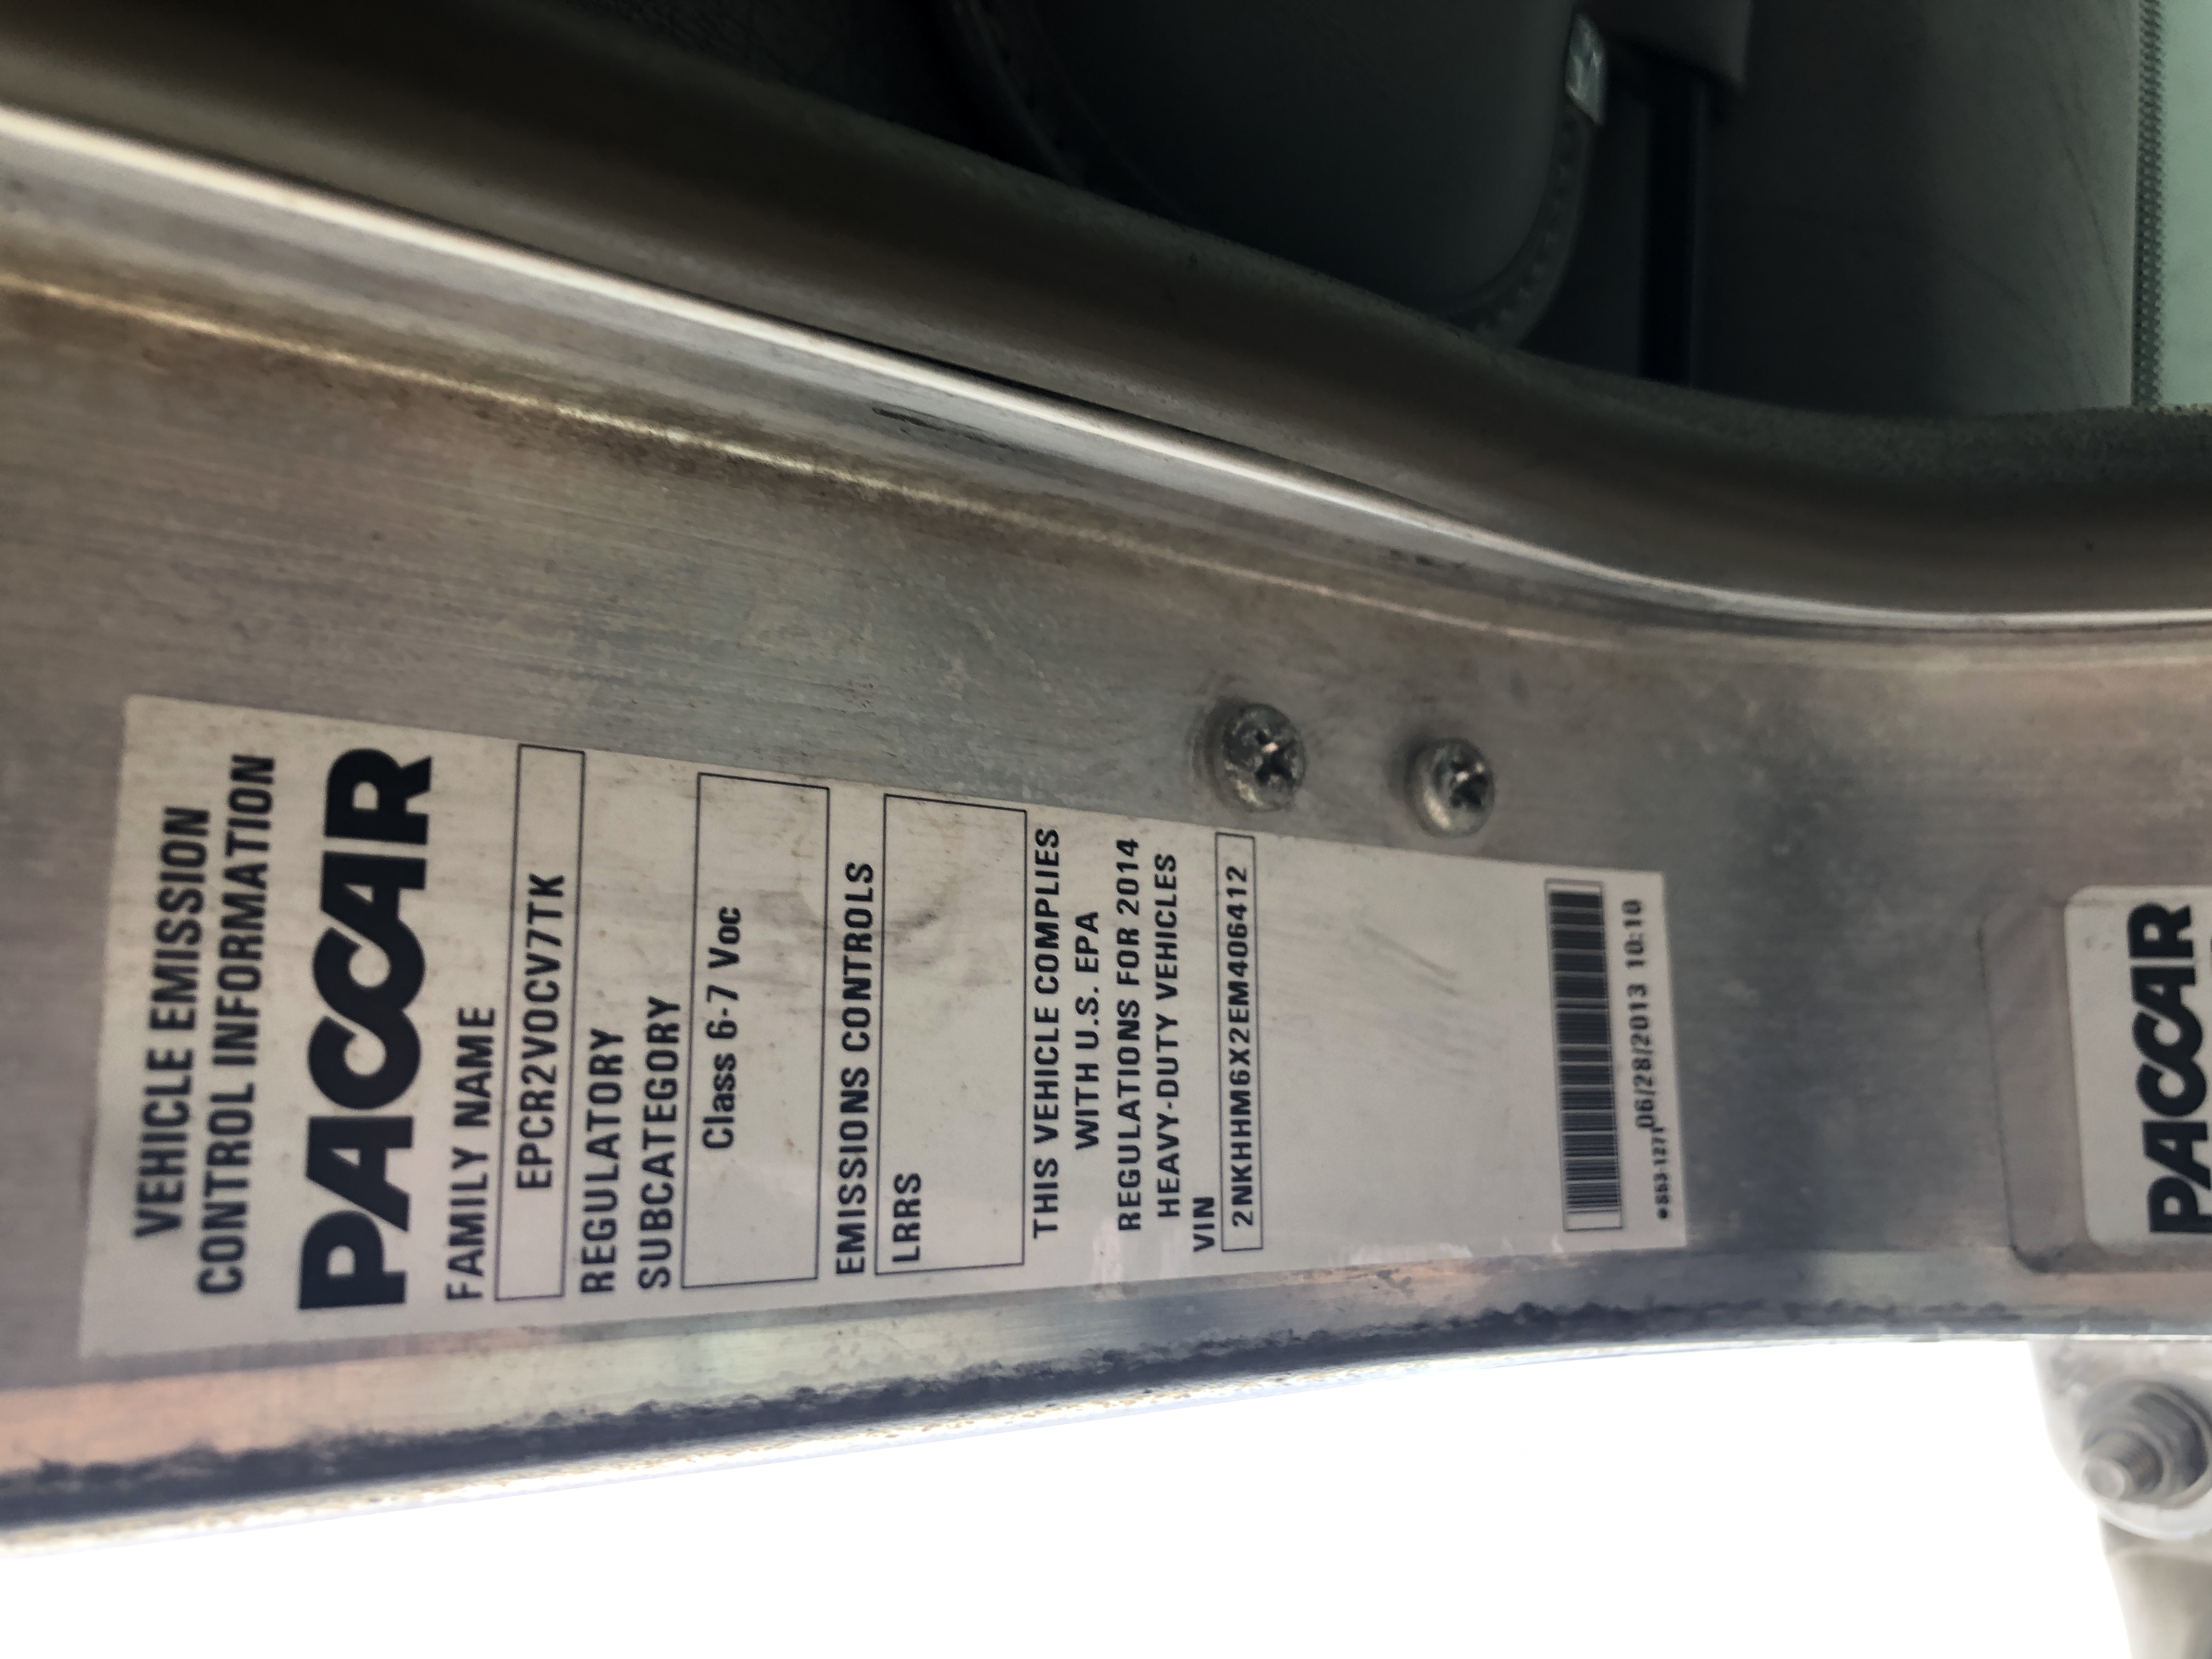 VEHICLE EMISSION
CONTROL INFORMATION
PACCAR
FAMILY NAME
EPCR2VOCV7TK
REGULATORY
SUBCATEGORY
Class 6-7 Voc
EMISSIONS CONTROLS
LRRS
THIS VEHICLE COMPLIES
WITH U.S. EPA
REGULATIONS FOR 2014
HEAVY-DUTY VEHICLES
VIN
2NKHHM6X2EM406412
06/28/2013 10:10
PACCAR